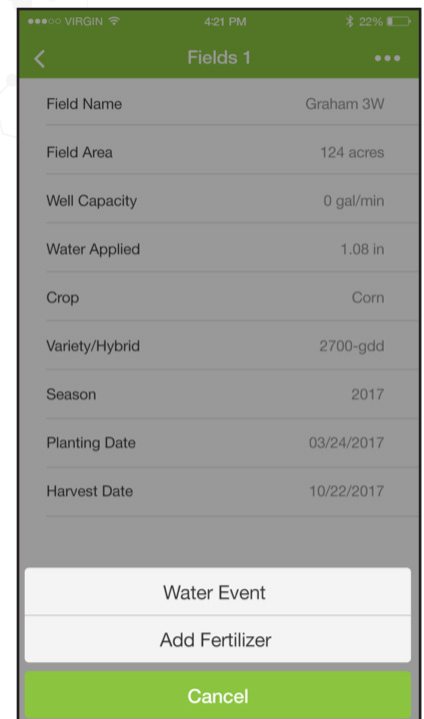 VIRGIN 4:21 PM 22%
Fields 1
Field Name Graham 3W
Field Area 124 acres
Well Capacity 0 gal/min
Water Applied 1.08 in
Crop Corn
Variety/Hybrid 2700-gdd
Season 2017
Planting Date 03/24/2017
Harvest Date 10/22/2017
Water Event
Add Fertilizer
Cancel